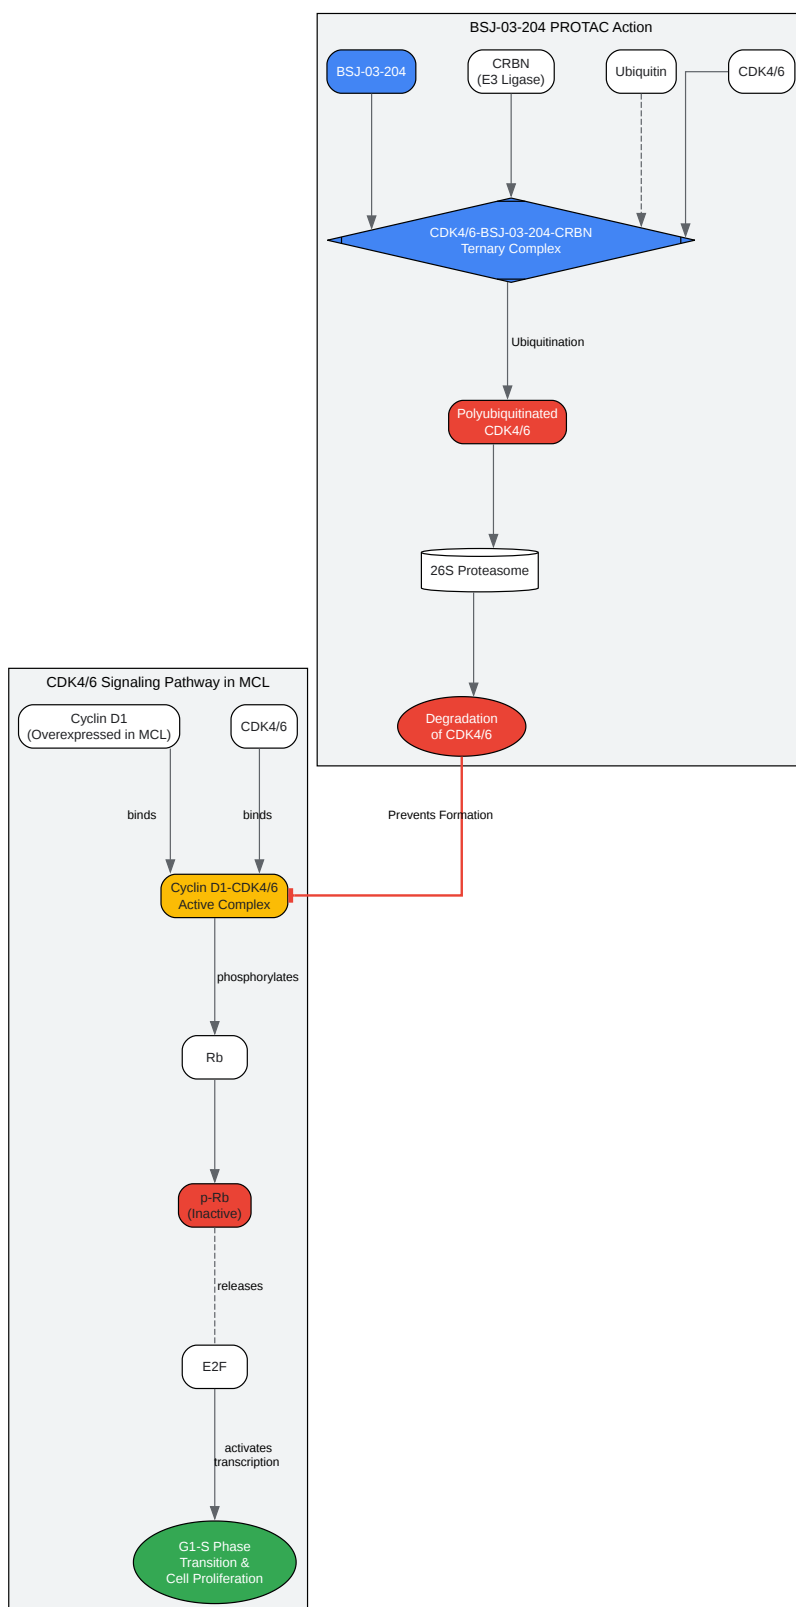 BSJ-03-204 PROTAC Action
BSJ-03-204
CRBN
(E3 Ligase)
Ubiquitin
CDK4/6
CDK4/6-BSJ-03-204-CRBN
Ternary Complex
Ubiquitination
Polyubiquitinated
CDK4/6
26S Proteasome
Degradation
of CDK4/6
Prevents Formation
CDK4/6 Signaling Pathway in MCL
Cyclin D1
(Overexpressed in MCL)
CDK4/6
binds
binds
Cyclin D1-CDK4/6
Active Complex
phosphorylates
Rb
p-Rb
(Inactive)
releases
E2F
activates
transcription
G1-S Phase
Transition &
Cell Proliferation